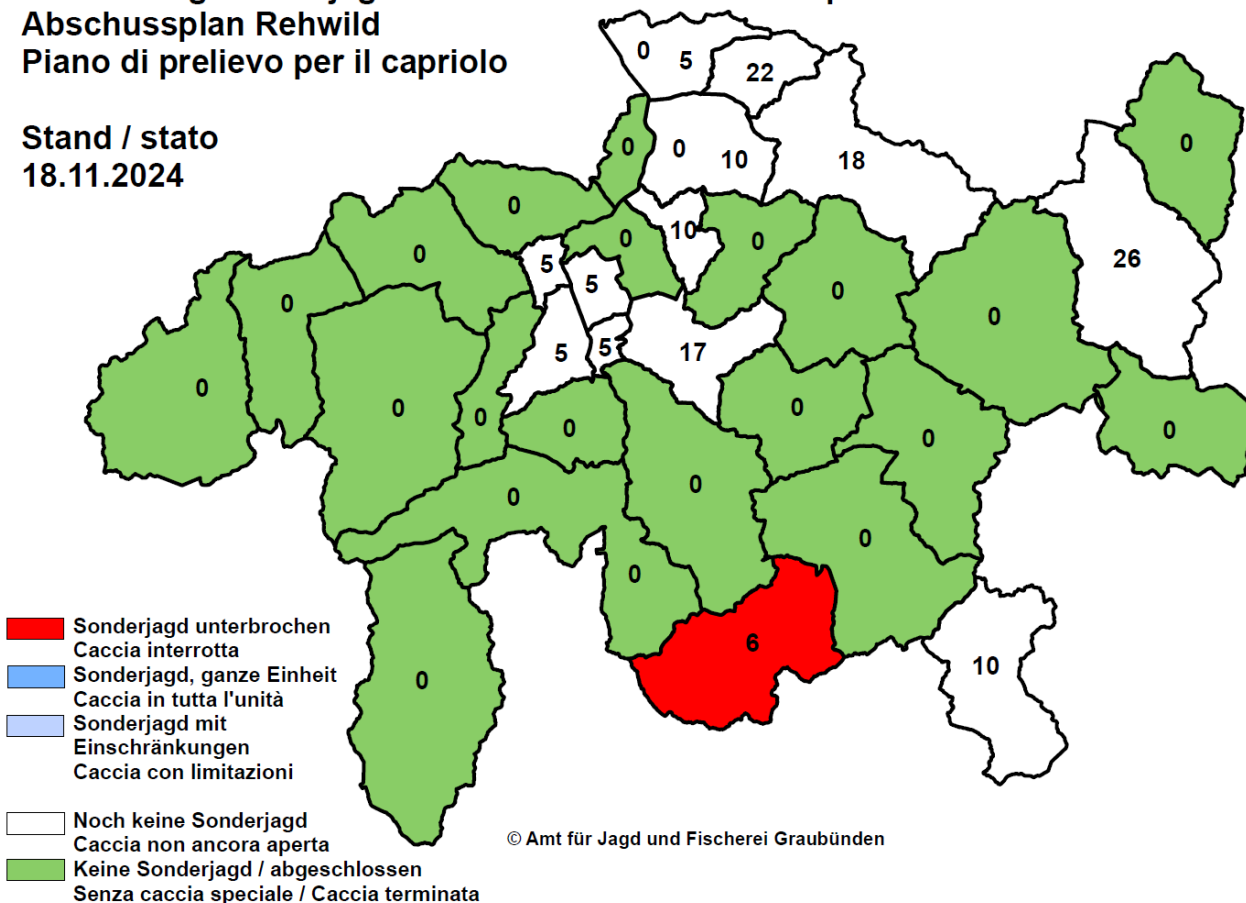 Abschussplan Rehwild
Piano di prelievo per il capriolo
Stand / stato
18.11.2024
0
5
22
0
0
10
18
0
0
0
10
0
0
26
5
5
0
0
0
0
5
5
17
0
0
0
0
0
0
0
0
0
0
0
6
10
0
Sonderjagd unterbrochen
Caccia interrotta
Sonderjagd, ganze Einheit
Caccia in tutta l'unità
Sonderjagd mit
Einschränkungen
Caccia con limitazioni
Noch keine Sonderjagd
Caccia non ancora aperta
Keine Sonderjagd / abgeschlossen
Senza caccia speciale / Caccia terminata
© Amt für Jagd und Fischerei Graubünden